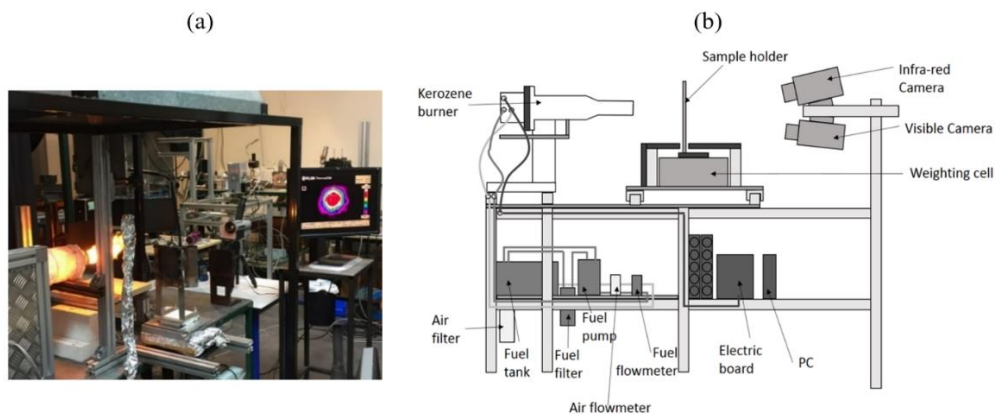 (a)
(b)
Sample holder
Kerozene
burner
Infra-red
Camera
Visible Camera
Weighting cell
Air
filter
Fuel
tank
Fuel
filter
Fuel
pump
Air flowmeter
Fuel
flowmeter
Electric
board
PC